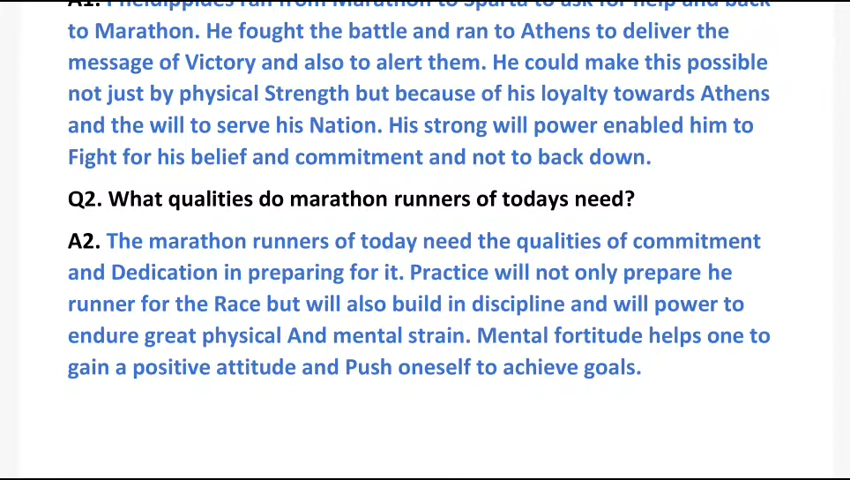 to Marathon. He fought the battle and ran to Athens to deliver the
message of Victory and also to alert them. He could make this possible
not just by physical Strength but because of his loyalty towards Athens
and the will to serve his Nation. His strong will power enabled him to
Fight for his belief and commitment and not to back down.
Q2. What qualities do marathon runners of todays need?
A2. The marathon runners of today need the qualities of commitment
and Dedication in preparing for it. Practice will not only prepare he
runner for the Race but will also build in discipline and will power to
endure great physical And mental strain. Mental fortitude helps one to
gain a positive attitude and Push oneself to achieve goals.